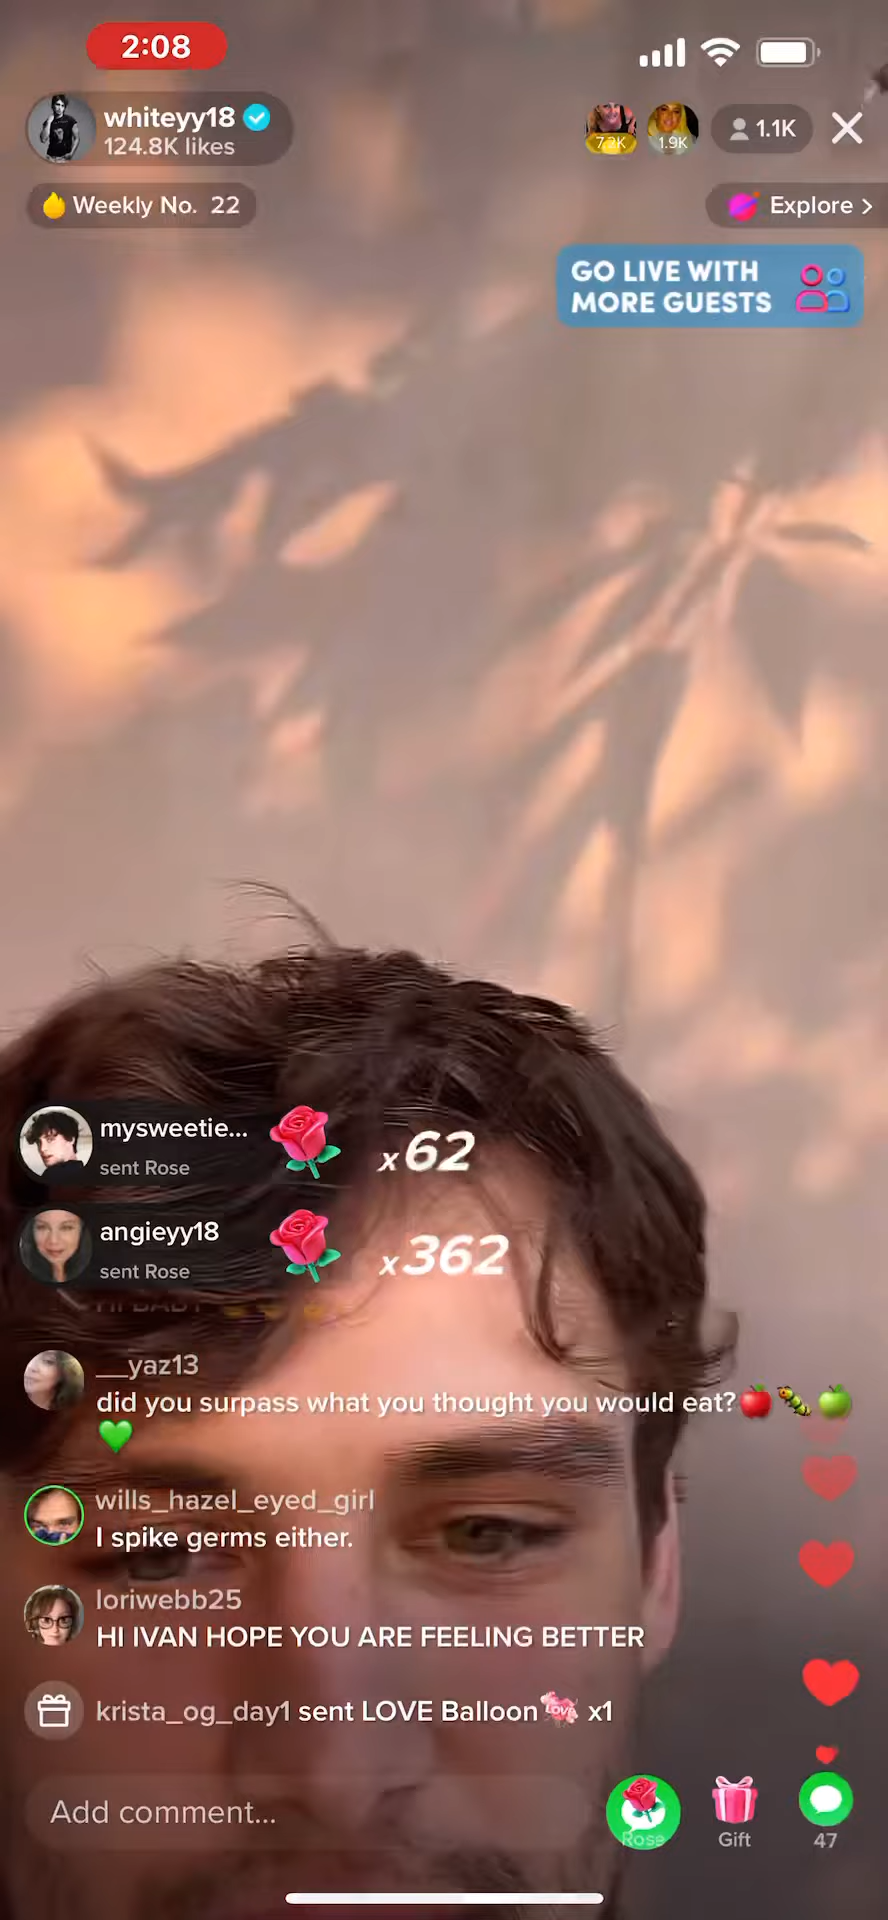 2:08
whiteyy18
124.8K likes
7.2K
1.9K
1.1K
Weekly No. 22
Explore >
GO LIVE WITH
MORE GUESTS
mysweetie...
sent Rose
x62
angieyy18
sent Rose
x362
HI BABY
__yaz13
did you surpass what you thought you would eat?🍎🐛🍏
💚
wills_hazel_eyed_girl
I spike germs either.
loriwebb25
HI IVAN HOPE YOU ARE FEELING BETTER
krista_og_day1 sent LOVE Balloon x1
Add comment...
Rose
Gift
47